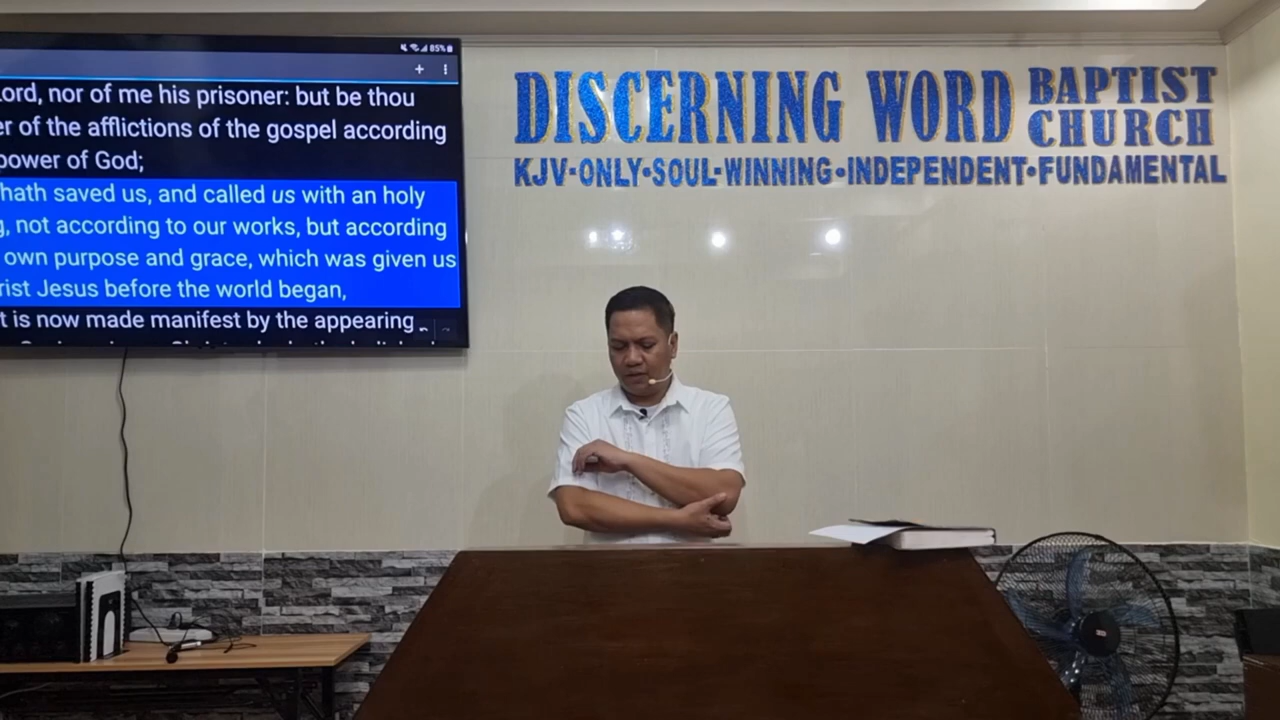 85%
Lord, nor of me his prisoner: but be thou
er of the afflictions of the gospel according
power of God;
hath saved us, and called us with an holy
g, not according to our works, but according
own purpose and grace, which was given us
rist Jesus before the world began,
t is now made manifest by the appearing
DISCERNING WORD BAPTIST CHURCH
KJV-ONLY•SOUL-WINNING•INDEPENDENT•FUNDAMENTAL